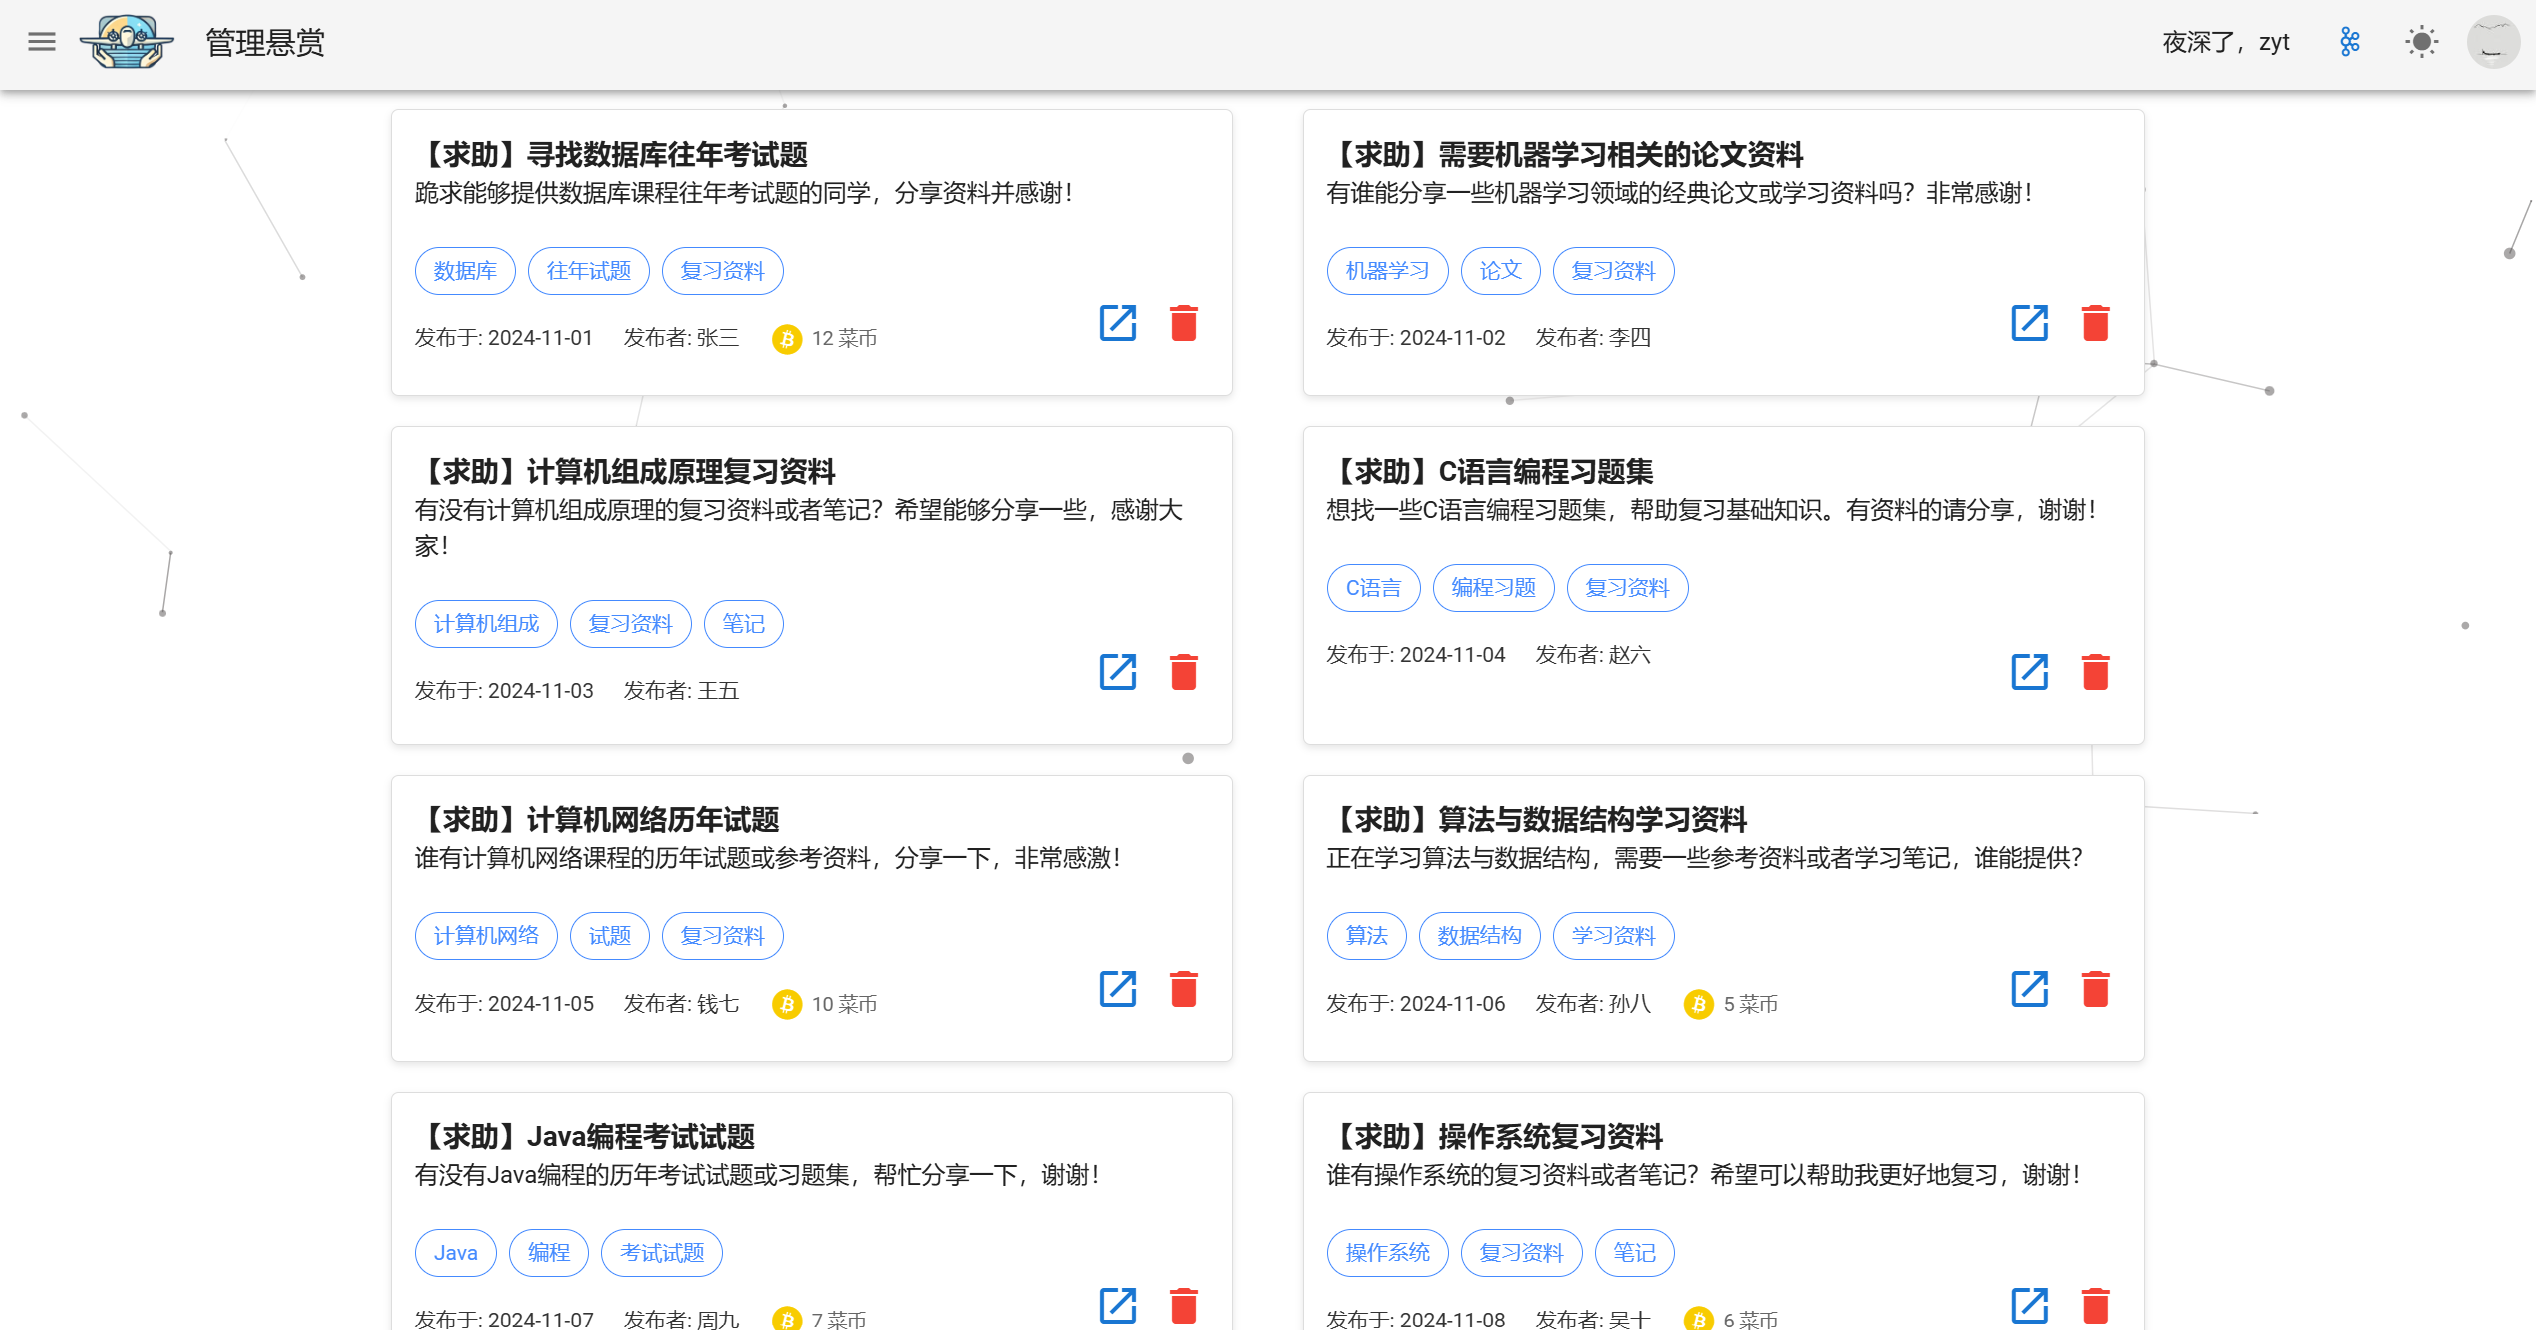 管理悬赏
夜深了，zyt
【求助】寻找数据库往年考试题
跪求能够提供数据库课程往年考试题的同学，分享资料并感谢！
数据库 往年试题 复习资料
发布于: 2024-11-01 发布者: 张三 12 菜币
【求助】需要机器学习相关的论文资料
有谁能分享一些机器学习领域的经典论文或学习资料吗？非常感谢！
机器学习 论文 复习资料
发布于: 2024-11-02 发布者: 李四
【求助】计算机组成原理复习资料
有没有计算机组成原理的复习资料或者笔记？希望能够分享一些，感谢大
家！
计算机组成 复习资料 笔记
发布于: 2024-11-03 发布者: 王五
【求助】C语言编程习题集
想找一些C语言编程习题集，帮助复习基础知识。有资料的请分享，谢谢！
C语言 编程习题 复习资料
发布于: 2024-11-04 发布者: 赵六
【求助】计算机网络历年试题
谁有计算机网络课程的历年试题或参考资料，分享一下，非常感激！
计算机网络 试题 复习资料
发布于: 2024-11-05 发布者: 钱七 10 菜币
【求助】算法与数据结构学习资料
正在学习算法与数据结构，需要一些参考资料或者学习笔记，谁能提供？
算法 数据结构 学习资料
发布于: 2024-11-06 发布者: 孙八 5 菜币
【求助】Java编程考试试题
有没有Java编程的历年考试试题或习题集，帮忙分享一下，谢谢！
Java 编程 考试试题
发布于: 2024-11-07 发布者: 周九 7 菜币
【求助】操作系统复习资料
谁有操作系统的复习资料或者笔记？希望可以帮助我更好地复习，谢谢！
操作系统 复习资料 笔记
发布于: 2024-11-08 发布者: 吴十 6 菜币